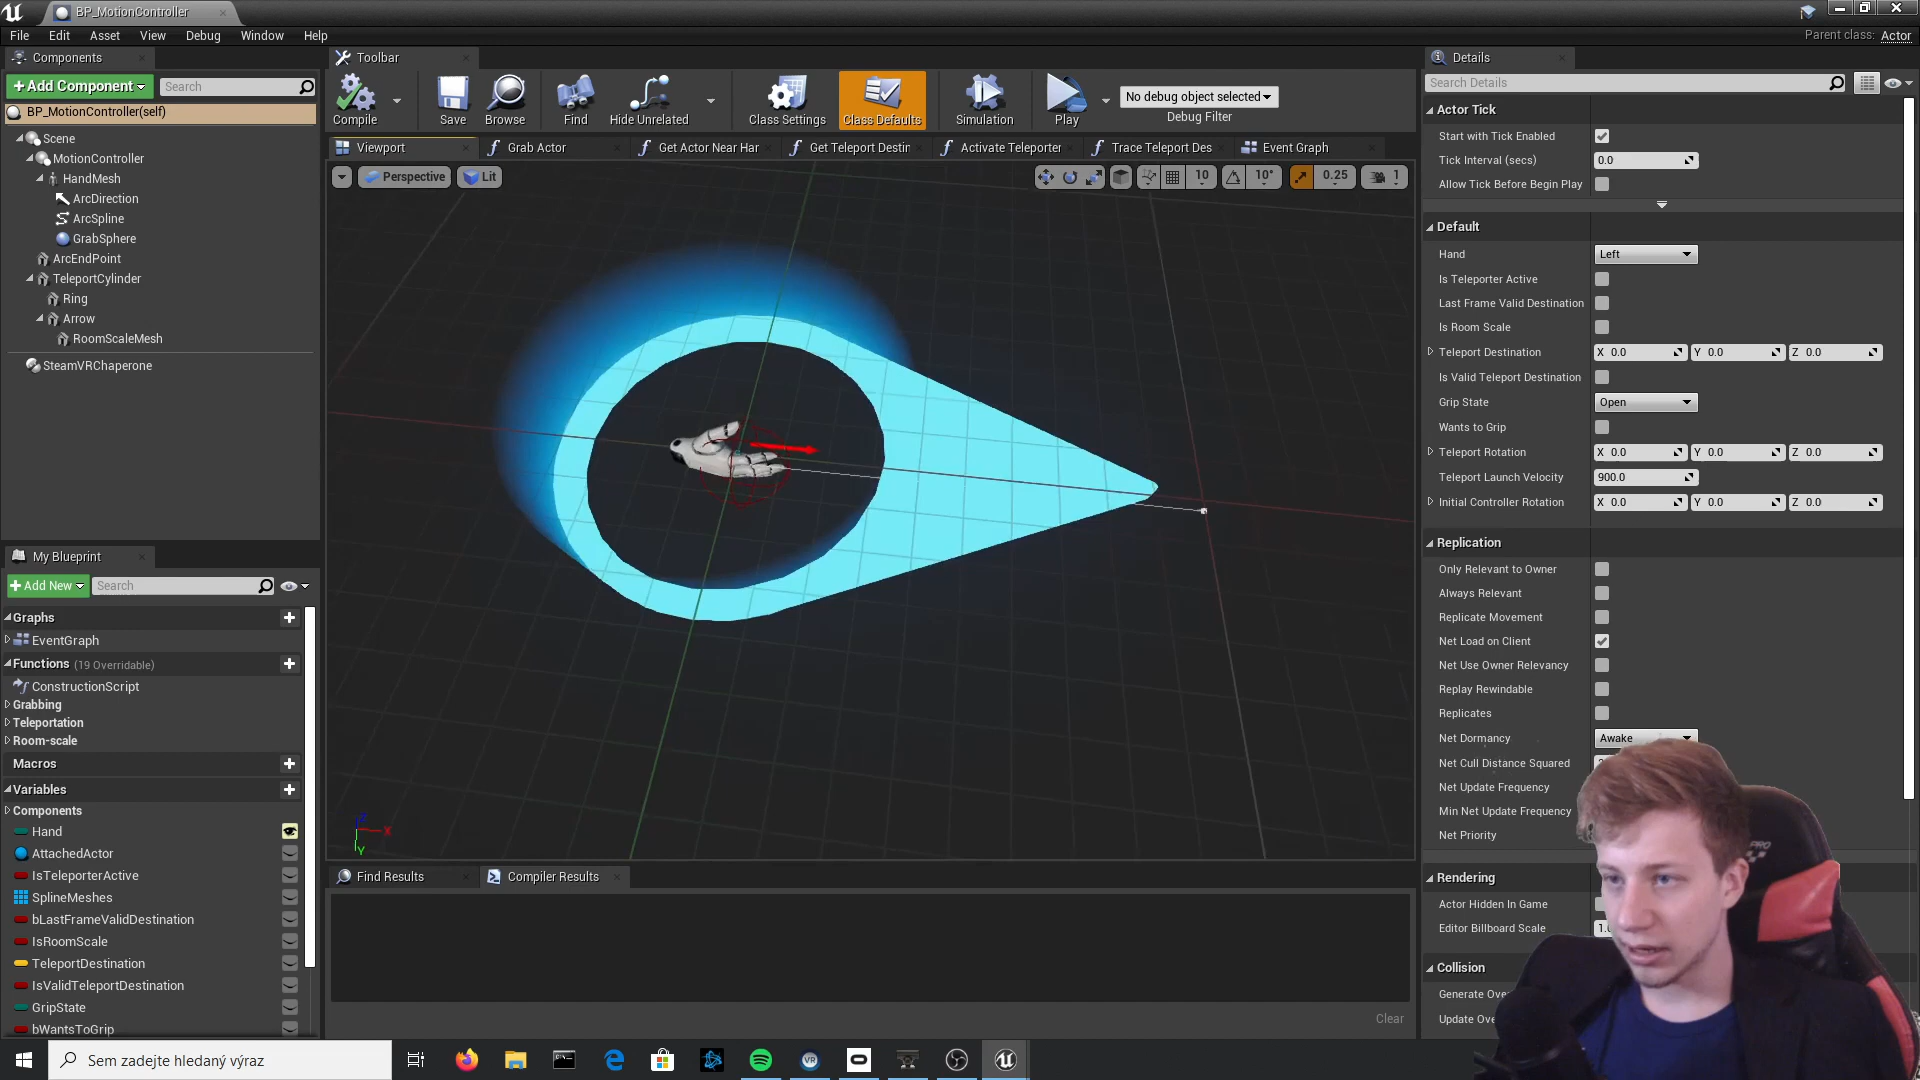 BP_MotionController
File Edit Asset View Debug Window Help
Parent class: Actor
Components
+Add Component
Search
BP_MotionController(self)
Scene
MotionController
HandMesh
ArcDirection
ArcSpline
GrabSphere
ArcEndPoint
TeleportCylinder
Ring
Arrow
RoomScaleMesh
SteamVRChaperone
Toolbar
Compile
Save
Browse
Find
Hide Unrelated
Class Settings
Class Defaults
Simulation
Play
No debug object selected
Debug Filter
Viewport
Grab Actor
Get Actor Near Har
Get Teleport Destin
Activate Teleporter
Trace Teleport Des
Event Graph
Perspective
Lit
10
10°
0.25
1
Z
X
Y
My Blueprint
+Add New
Search
Graphs
EventGraph
Functions (19 Overridable)
ConstructionScript
Grabbing
Teleportation
Room-scale
Macros
Variables
Components
Hand
AttachedActor
IsTeleporterActive
SplineMeshes
bLastFrameValidDestination
IsRoomScale
TeleportDestination
IsValidTeleportDestination
GripState
bWantsToGrip
Find Results
Compiler Results
Clear
Details
Search Details
Actor Tick
Start with Tick Enabled
Tick Interval (secs) 0.0
Allow Tick Before Begin Play
Default
Hand Left
Is Teleporter Active
Last Frame Valid Destination
Is Room Scale
Teleport Destination X 0.0 Y 0.0 Z 0.0
Is Valid Teleport Destination
Grip State Open
Wants to Grip
Teleport Rotation X 0.0 Y 0.0 Z 0.0
Teleport Launch Velocity 900.0
Initial Controller Rotation X 0.0 Y 0.0 Z 0.0
Replication
Only Relevant to Owner
Always Relevant
Replicate Movement
Net Load on Client
Net Use Owner Relevancy
Replay Rewindable
Replicates
Net Dormancy Awake
Net Cull Distance Squared
Net Update Frequency
Min Net Update Frequency
Net Priority
Rendering
Actor Hidden In Game
Editor Billboard Scale 1.0
Collision
Generate Ove
Update Ove
PRO
Sem zadejte hledaný výraz
VR